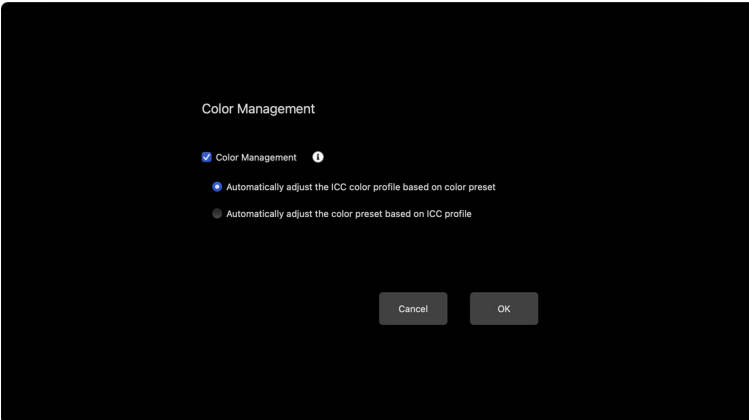 Color Management
Color Management
Automatically adjust the ICC color profile based on color preset
Automatically adjust the color preset based on ICC profile
Cancel
OK